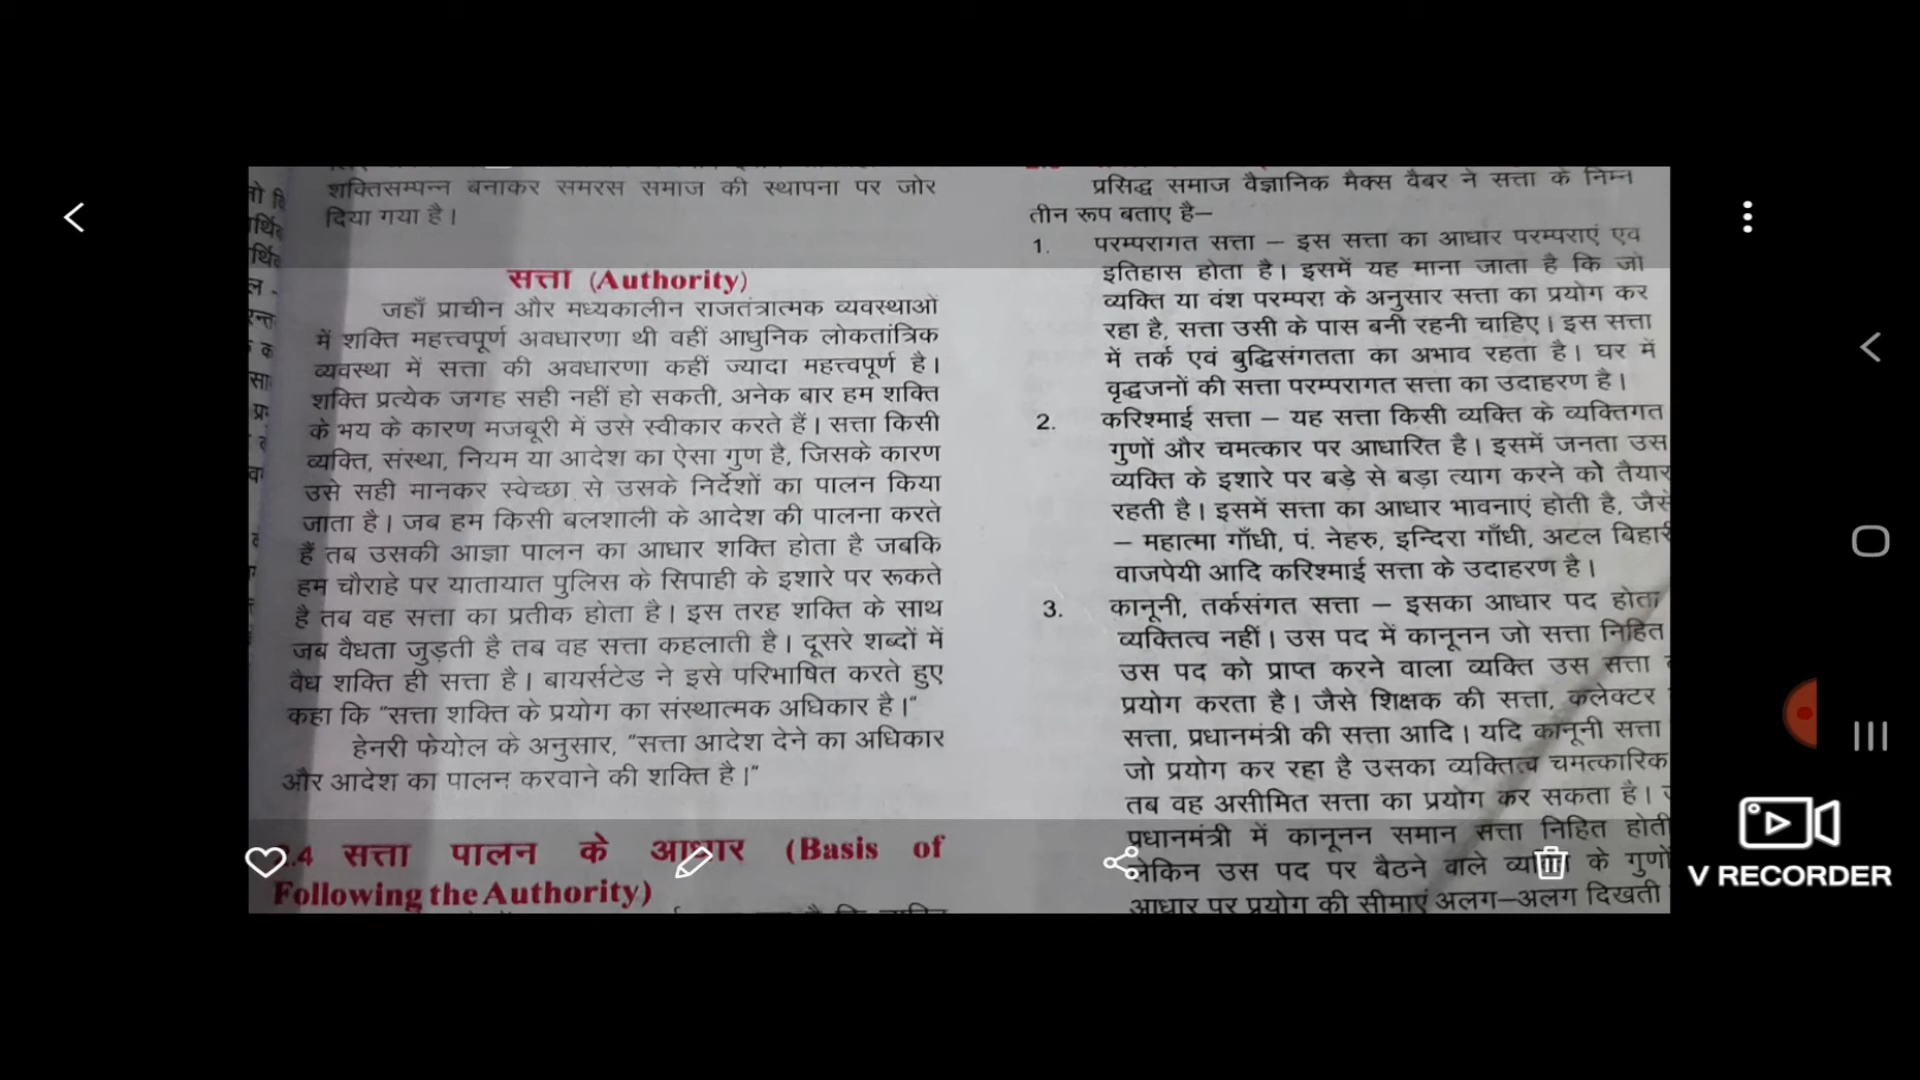 शक्तिसम्पन्न बनाकर समरस समाज की स्थापना पर जोर
दिया गया है।
सत्ता (Authority)
जहाँ प्राचीन और मध्यकालीन राजतंत्रात्मक व्यवस्थाओं
में शक्ति महत्त्वपूर्ण अवधारणा थी वहीं आधुनिक लोकतांत्रिक
व्यवस्था में सत्ता की अवधारणा कहीं ज्यादा महत्त्वपूर्ण है।
शक्ति प्रत्येक जगह सही नहीं हो सकती, अनेक बार हम शक्ति
के भय के कारण मजबूरी में उसे स्वीकार करते हैं। सत्ता किसी
व्यक्ति, संस्था, नियम या आदेश का ऐसा गुण है, जिसके कारण
उसे सही मानकर स्वेच्छा से उसके निर्देशों का पालन किया
जाता है। जब हम किसी बलशाली के आदेश की पालना करते
हैं तब उसकी आज्ञा पालन का आधार शक्ति होता है जबकि
हम चौराहे पर यातायात पुलिस के सिपाही के इशारे पर रूकते
है तब वह सत्ता का प्रतीक होता है। इस तरह शक्ति के साथ
जब वैधता जुड़ती है तब वह सत्ता कहलाती है। दूसरे शब्दों में
वैध शक्ति ही सत्ता है। बायर्सटेड ने इसे परिभाषित करते हुए
कहा कि "सत्ता शक्ति के प्रयोग का संस्थात्मक अधिकार है।"
हेनरी फेयोल के अनुसार, "सत्ता आदेश देने का अधिकार
और आदेश का पालन करवाने की शक्ति है।"
.4 सत्ता पालन के आधार (Basis of
Following the Authority)
प्रसिद्ध समाज वैज्ञानिक मैक्स वैबर ने सत्ता के निम्न
तीन रूप बताए है–
1. परम्परागत सत्ता – इस सत्ता का आधार परम्पराएं एवं
इतिहास होता है। इसमें यह माना जाता है कि जो
व्यक्ति या वंश परम्परा के अनुसार सत्ता का प्रयोग कर
रहा है, सत्ता उसी के पास बनी रहनी चाहिए। इस सत्ता
में तर्क एवं बुद्धिसंगतता का अभाव रहता है। घर में
वृद्धजनों की सत्ता परम्परागत सत्ता का उदाहरण है।
2. करिश्माई सत्ता – यह सत्ता किसी व्यक्ति के व्यक्तिगत
गुणों और चमत्कार पर आधारित है। इसमें जनता उस
व्यक्ति के इशारे पर बड़े से बड़ा त्याग करने को तैयार
रहती है। इसमें सत्ता का आधार भावनाएं होती है, जैसे
– महात्मा गाँधी, पं. नेहरु, इन्दिरा गाँधी, अटल बिहारी
वाजपेयी आदि करिश्माई सत्ता के उदाहरण है।
3. कानूनी, तर्कसंगत सत्ता – इसका आधार पद होता
व्यक्तित्व नहीं। उस पद में कानूनन जो सत्ता निहित
उस पद को प्राप्त करने वाला व्यक्ति उस सत्ता
प्रयोग करता है। जैसे शिक्षक की सत्ता, कलेक्टर
सत्ता, प्रधानमंत्री की सत्ता आदि। यदि कानूनी सत्ता
जो प्रयोग कर रहा है उसका व्यक्तित्व चमत्कारिक
तब वह असीमित सत्ता का प्रयोग कर सकता है।
प्रधानमंत्री में कानूनन समान सत्ता निहित होती
लेकिन उस पद पर बैठने वाले के गुणों
आधार पर प्रयोग की सीमाएं अलग–अलग दिखती
V RECORDER